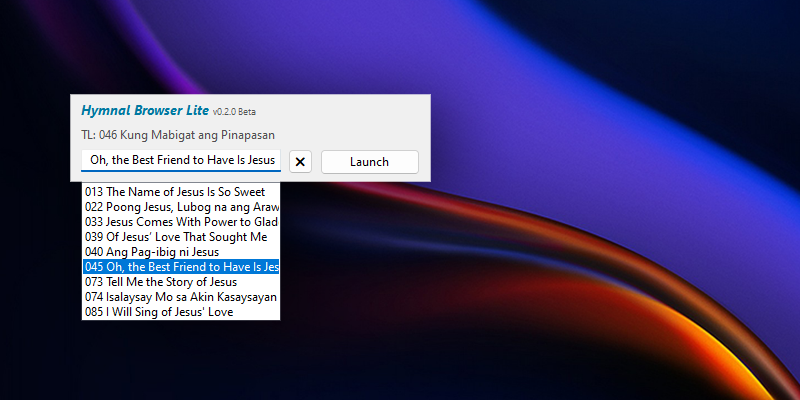 Hymnal Browser Lite v0.2.0 Beta
TL: 046 Kung Mabigat ang Pinapasan
Oh, the Best Friend to Have Is Jesus
Launch
013 The Name of Jesus Is So Sweet
022 Poong Jesus, Lubog na ang Araw
033 Jesus Comes With Power to Glad
039 Of Jesus' Love That Sought Me
040 Ang Pag-ibig ni Jesus
045 Oh, the Best Friend to Have Is Jes
073 Tell Me the Story of Jesus
074 Isalaysay Mo sa Akin Kasaysayan
085 I Will Sing of Jesus' Love